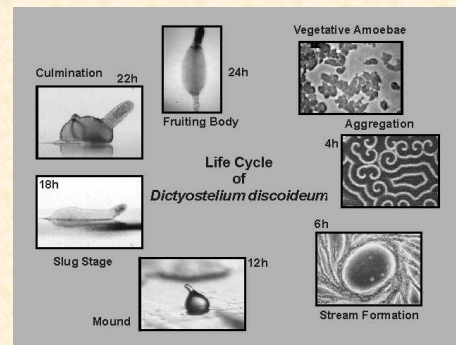 Vegetative Amoebae
Culmination
22h
24h
Fruiting Body
Aggregation
4h
Life Cycle
of
Dictyostelium discoideum
18h
6h
12h
Slug Stage
Mound
Stream Formation